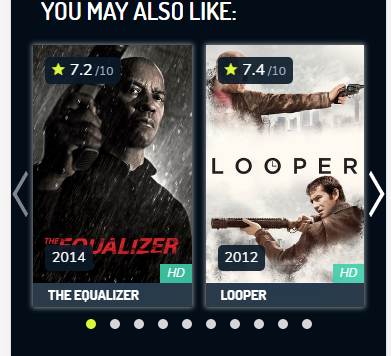 YOU MAY ALSO LIKE:
7.2/10
7.4/10
LOOPER
THE EQUALIZER
2014
2012
HD
HD
THE EQUALIZER
LOOPER